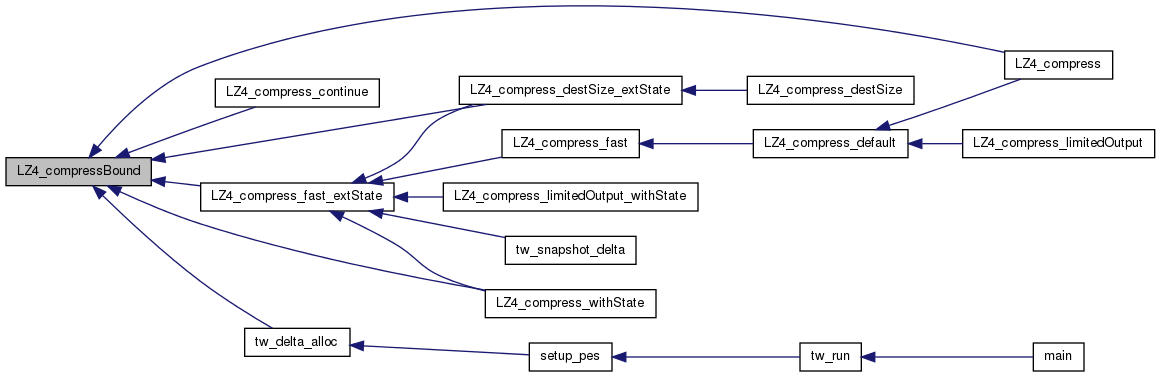 LZ4_compressBound
LZ4_compress
LZ4_compress_continue
LZ4_compress_destSize_extState
LZ4_compress_destSize
LZ4_compress_fast
LZ4_compress_default
LZ4_compress_limitedOutput
LZ4_compress_fast_extState
LZ4_compress_limitedOutput_withState
tw_snapshot_delta
LZ4_compress_withState
tw_delta_alloc
setup_pes
tw_run
main